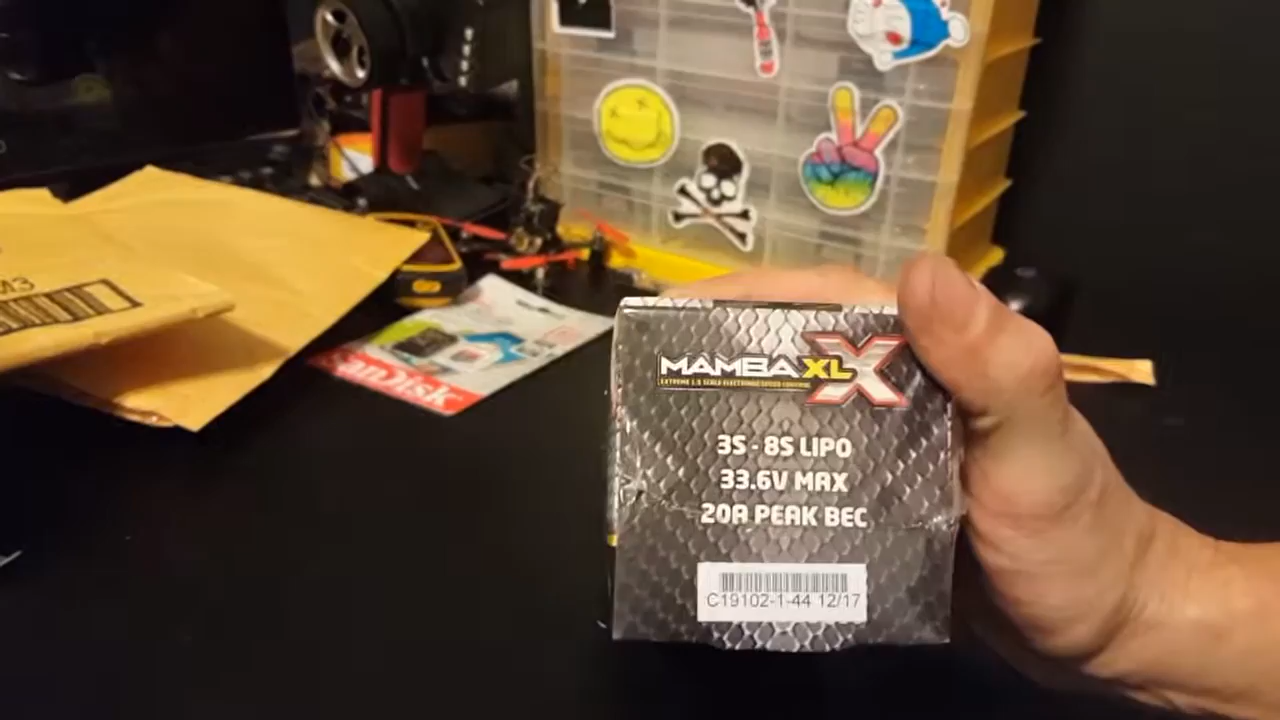 M3
SanDisk
MAMBA XL X
EXTREME 1:5 SCALE ELECTRONIC SPEED CONTROL
3S - 8S LIPO
33.6V MAX
20A PEAK BEC
C19102-1-44 12/17